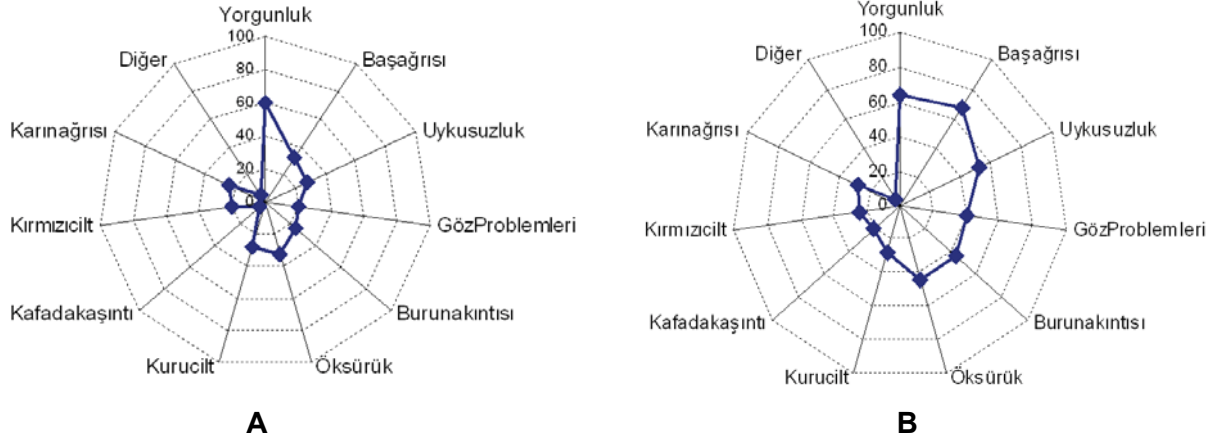 Yorgunluk
100
80
60
40
20
0
Başağrısı
Uykusuzluk
GözProblemleri
Burunakıntısı
Öksürük
Kurucilt
Kafadakaşıntı
Kırmızıcilt
Karınağrısı
Diğer
A
Yorgunluk
100
80
60
40
20
0
Başağrısı
Uykusuzluk
GözProblemleri
Burunakıntısı
Öksürük
Kurucilt
Kafadakaşıntı
Kırmızıcilt
Karınağrısı
Diğer
B